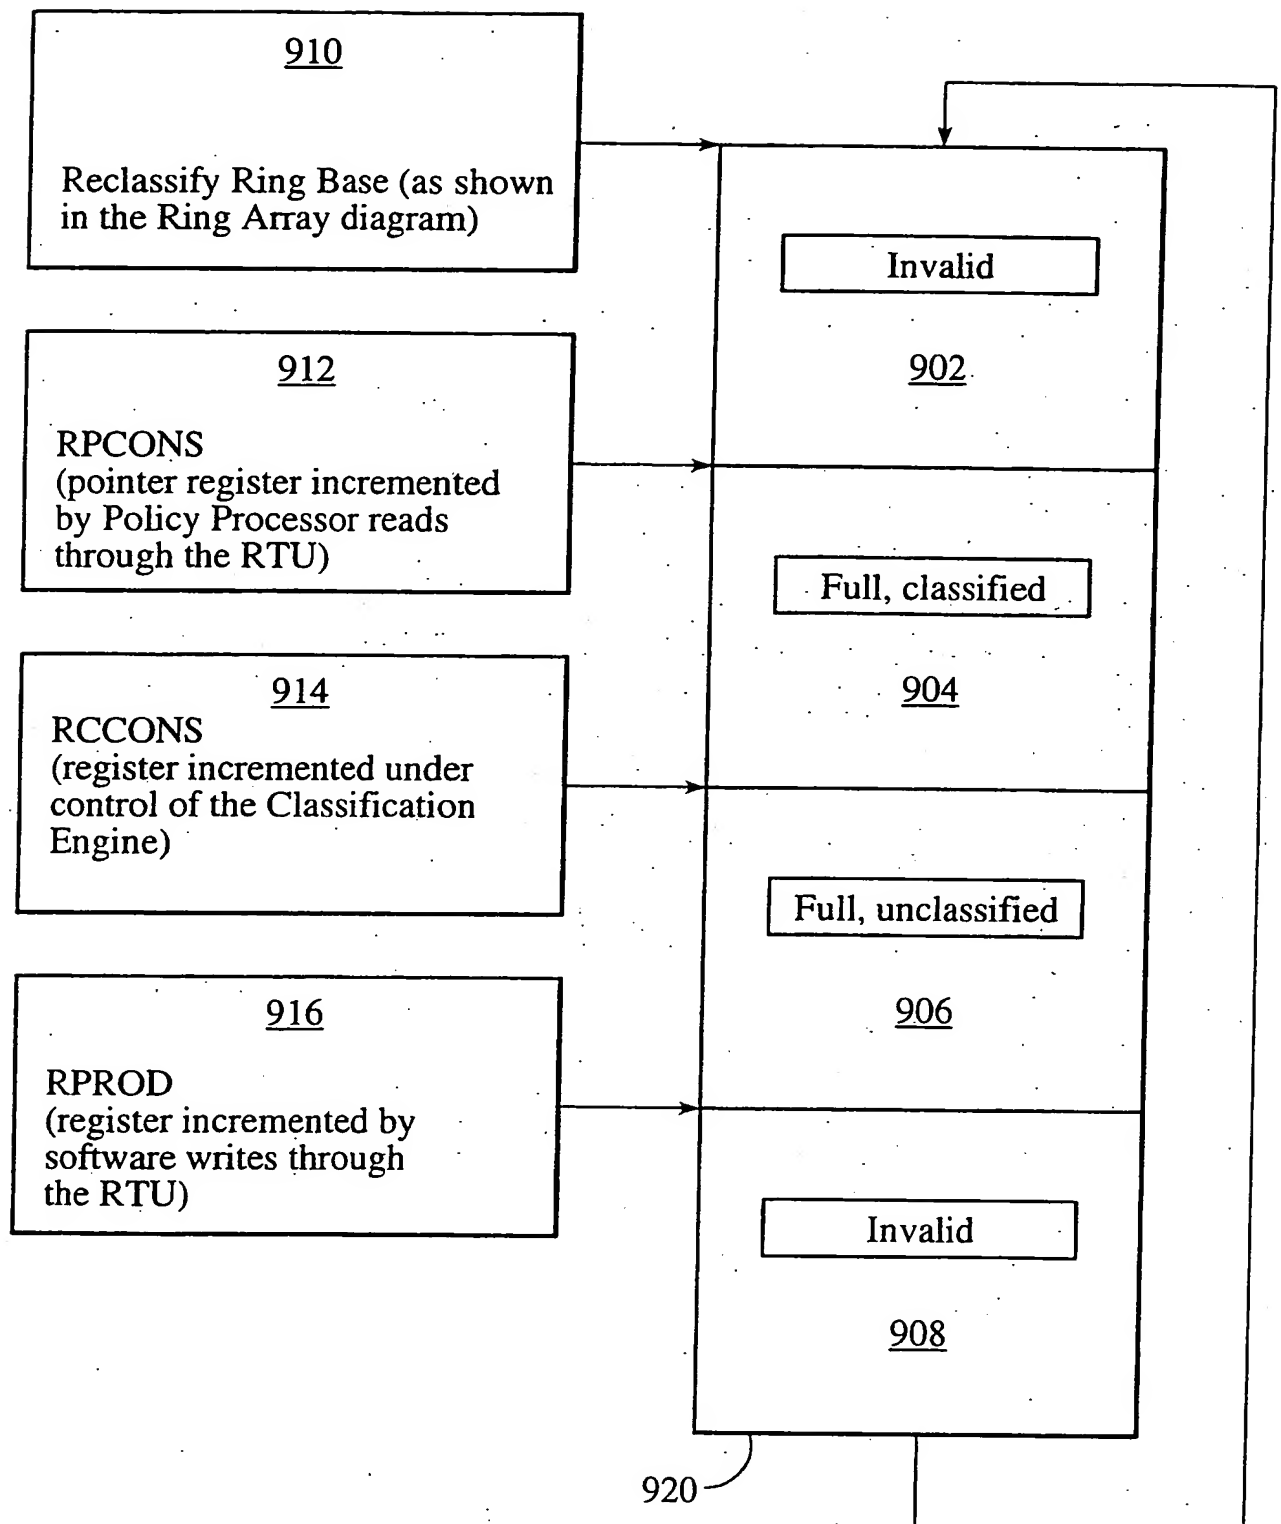 910
Reclassify Ring Base (as shown
in the Ring Array diagram)
912
RPCONS
(pointer register incremented
by Policy Processor reads
through the RTU)
914
RCCONS
(register incremented under
control of the Classification
Engine)
916
RPROD
(register incremented by
software writes through
the RTU)
Invalid
902
Full, classified
904
Full, unclassified
906
Invalid
908
920